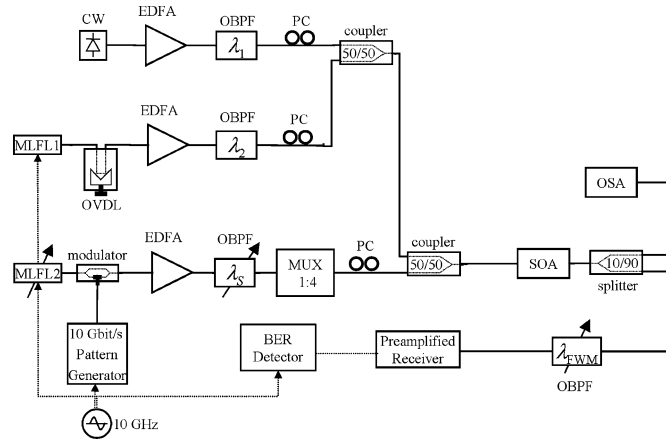 CW
EDFA
OBPF
λ1
PC
coupler
50/50
MLFL1
OVDL
EDFA
OBPF
λ2
PC
OSA
MLFL2
modulator
EDFA
OBPF
λS
MUX
1:4
PC
coupler
50/50
SOA
10/90
splitter
10 Gbit/s
Pattern
Generator
BER
Detector
Preamplified
Receiver
λFWM
OBPF
10 GHz